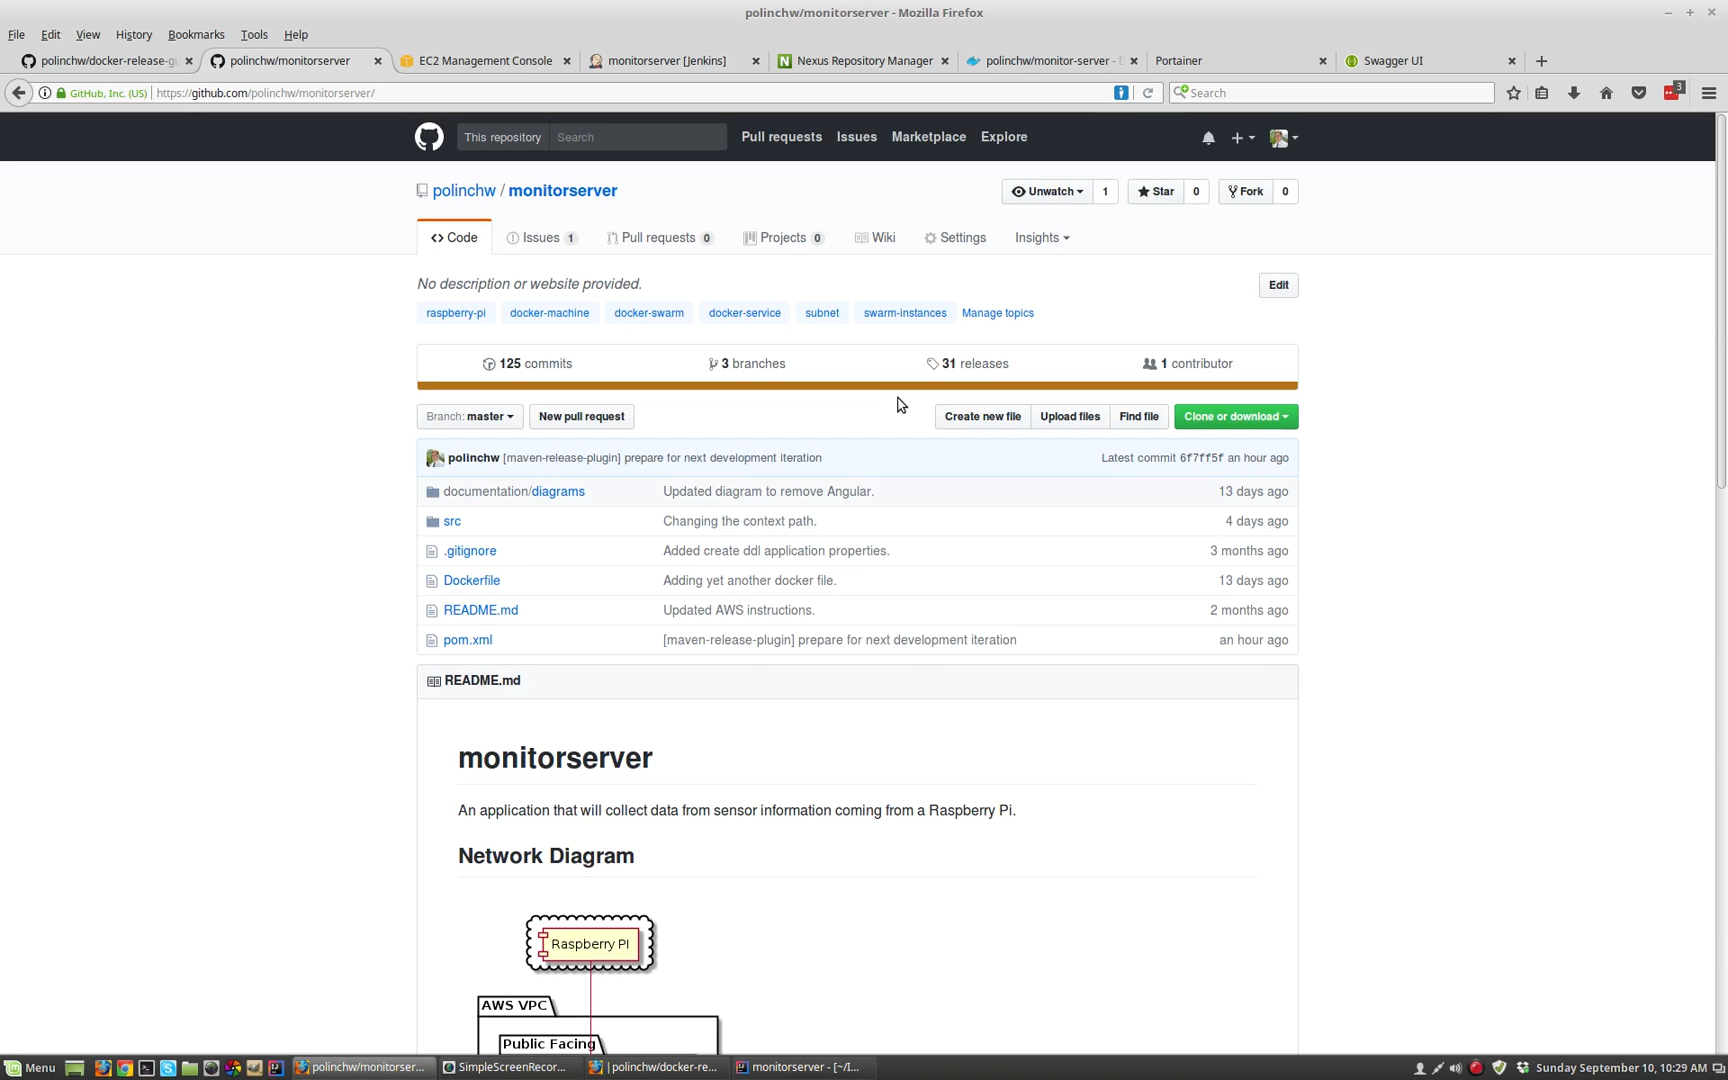 polinchw/monitorserver - Mozilla Firefox
File Edit View History Bookmarks Tools Help
polinchw/docker-release-gu
polinchw/monitorserver
EC2 Management Console
monitorserver [Jenkins]
Nexus Repository Manager
polinchw/monitor-server -
Portainer
Swagger UI
GitHub, Inc. (US) https://github.com/polinchw/monitorserver/
Search
3
This repository Search Pull requests Issues Marketplace Explore
polinchw / monitorserver
Unwatch 1 Star 0 Fork 0
Code Issues 1 Pull requests 0 Projects 0 Wiki Settings Insights
No description or website provided.
Edit
raspberry-pi docker-machine docker-swarm docker-service subnet swarm-instances Manage topics
125 commits 3 branches 31 releases 1 contributor
Branch: master New pull request Create new file Upload files Find file Clone or download
polinchw [maven-release-plugin] prepare for next development iteration Latest commit 6f7ff5f an hour ago
documentation/diagrams Updated diagram to remove Angular. 13 days ago
src Changing the context path. 4 days ago
.gitignore Added create ddl application properties. 3 months ago
Dockerfile Adding yet another docker file. 13 days ago
README.md Updated AWS instructions. 2 months ago
pom.xml [maven-release-plugin] prepare for next development iteration an hour ago
README.md
monitorserver
An application that will collect data from sensor information coming from a Raspberry Pi.
Network Diagram
Raspberry PI
AWS VPC
Public Facing
Menu polinchw/monitorser... SimpleScreenRecor... | polinchw/docker-re... monitorserver - [~/I... Sunday September 10, 10:29 AM